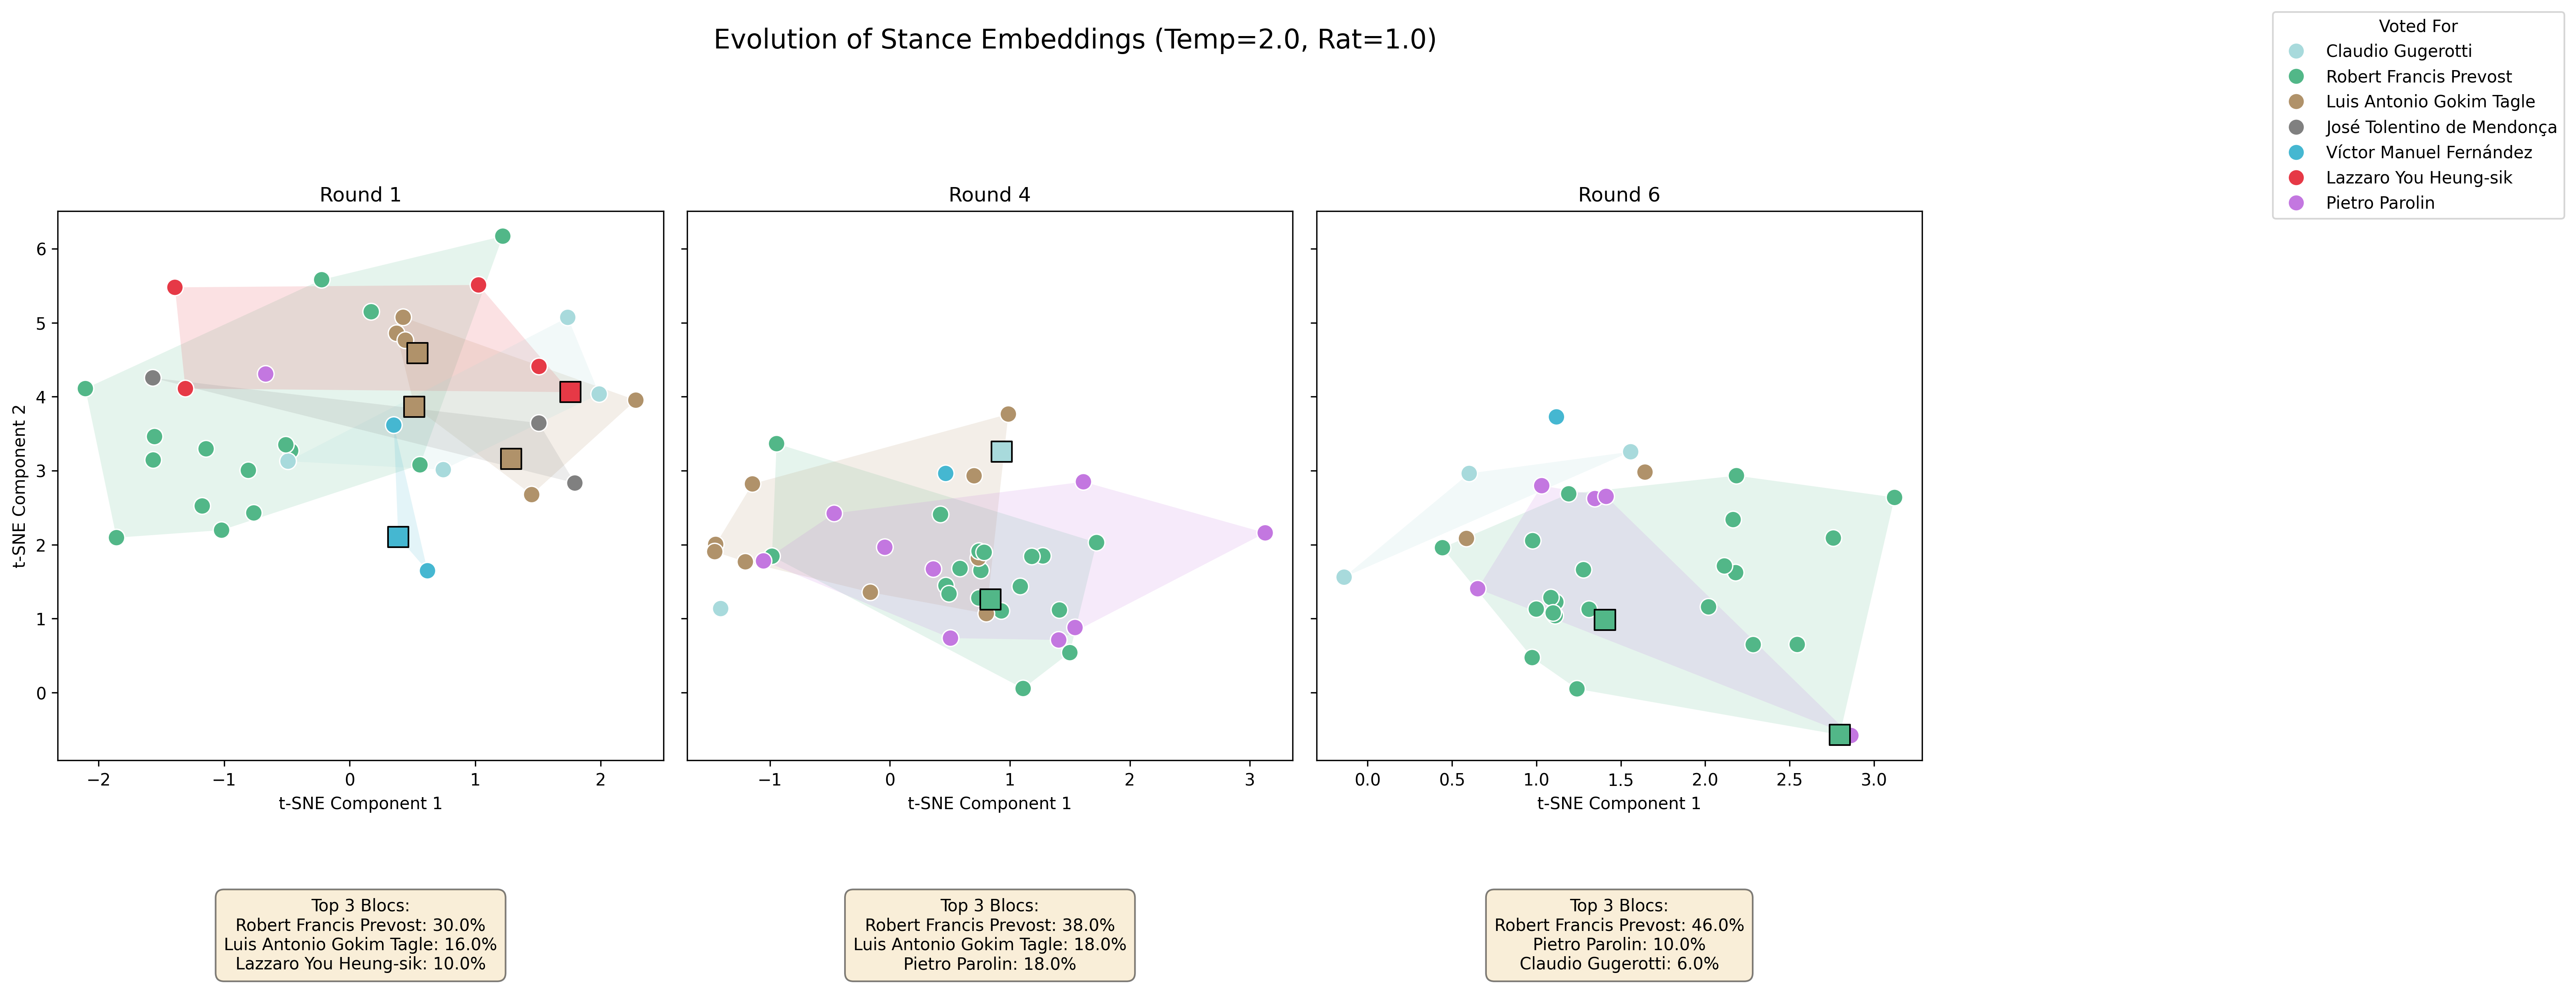 Evolution of Stance Embeddings (Temp=2.0, Rat=1.0)
Voted For
Claudio Gugerotti
Robert Francis Prevost
Luis Antonio Gokim Tagle
José Tolentino de Mendonça
Víctor Manuel Fernández
Lazzaro You Heung-sik
Pietro Parolin
Round 1
Round 4
Round 6
t-SNE Component 2
6
5
4
3
2
1
0
−2 −1 0 1 2
−1 0 1 2 3
0.0 0.5 1.0 1.5 2.0 2.5 3.0
t-SNE Component 1
t-SNE Component 1
t-SNE Component 1
Top 3 Blocs:
Robert Francis Prevost: 30.0%
Luis Antonio Gokim Tagle: 16.0%
Lazzaro You Heung-sik: 10.0%
Top 3 Blocs:
Robert Francis Prevost: 38.0%
Luis Antonio Gokim Tagle: 18.0%
Pietro Parolin: 18.0%
Top 3 Blocs:
Robert Francis Prevost: 46.0%
Pietro Parolin: 10.0%
Claudio Gugerotti: 6.0%